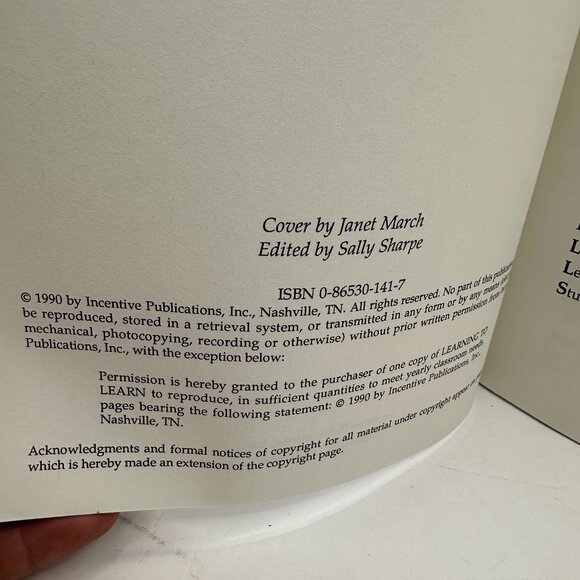 Cover by Janet March
Edited by Sally Sharpe
ISBN 0-86530-141-7
© 1990 by Incentive Publications, Inc., Nashville, TN. All rights reserved. No part of this
be reproduced, stored in a retrieval system, or transmitted in any form or by any means
mechanical, photocopying, recording or otherwise) without prior written permission from
Publications, Inc., with the exception below:
Permission is hereby granted to the purchaser of one copy of LEARNING TO
LEARN to reproduce, in sufficient quantities to meet yearly classroom needs,
pages bearing the following statement: © 1990 by Incentive Publications, Inc.,
Nashville, TN.
Acknowledgments and formal notices of copyright for all material under copyright appear
which is hereby made an extension of the copyright page.
L
Le
Stu